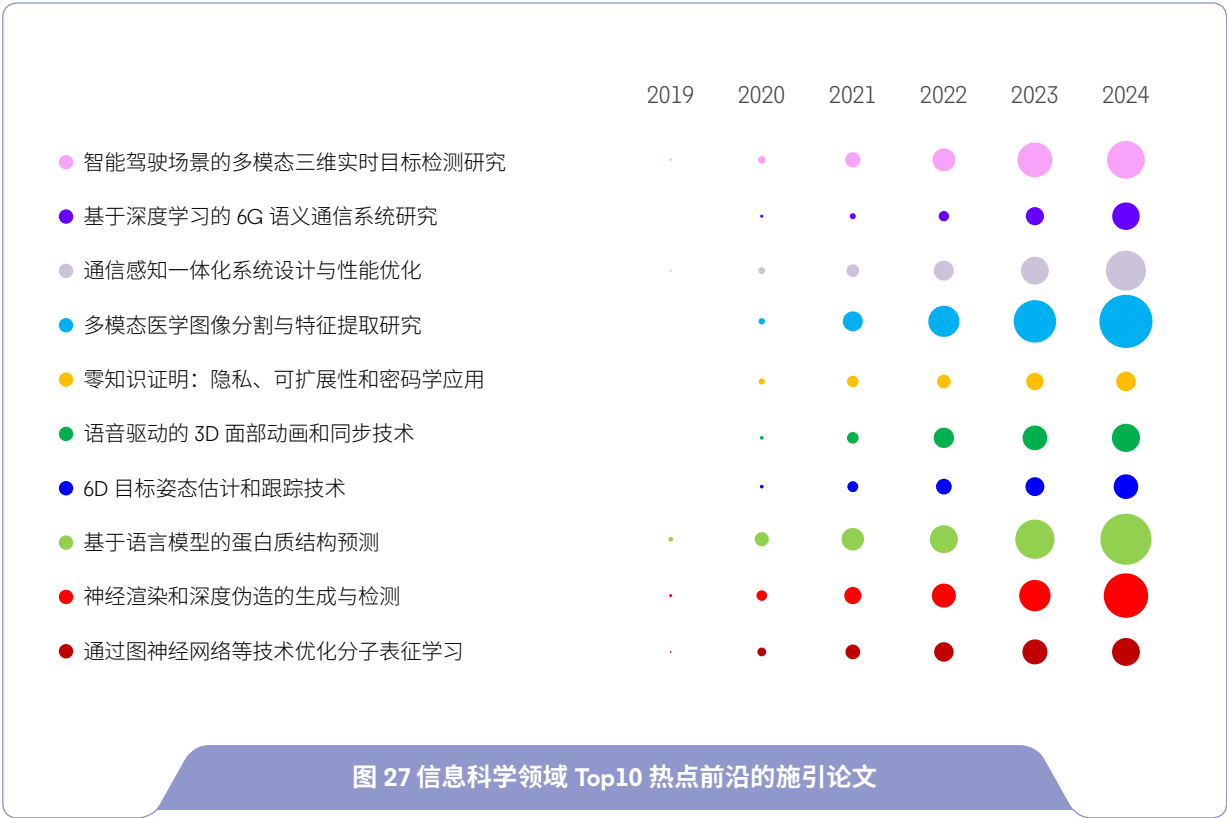 2019 2020 2021 2022 2023 2024
智能驾驶场景的多模态三维实时目标检测研究
基于深度学习的 6G 语义通信系统研究
通信感知一体化系统设计与性能优化
多模态医学图像分割与特征提取研究
零知识证明：隐私、可扩展性和密码学应用
语音驱动的 3D 面部动画和同步技术
6D 目标姿态估计和跟踪技术
基于语言模型的蛋白质结构预测
神经渲染和深度伪造的生成与检测
通过图神经网络等技术优化分子表征学习
图 27 信息科学领域 Top10 热点前沿的施引论文